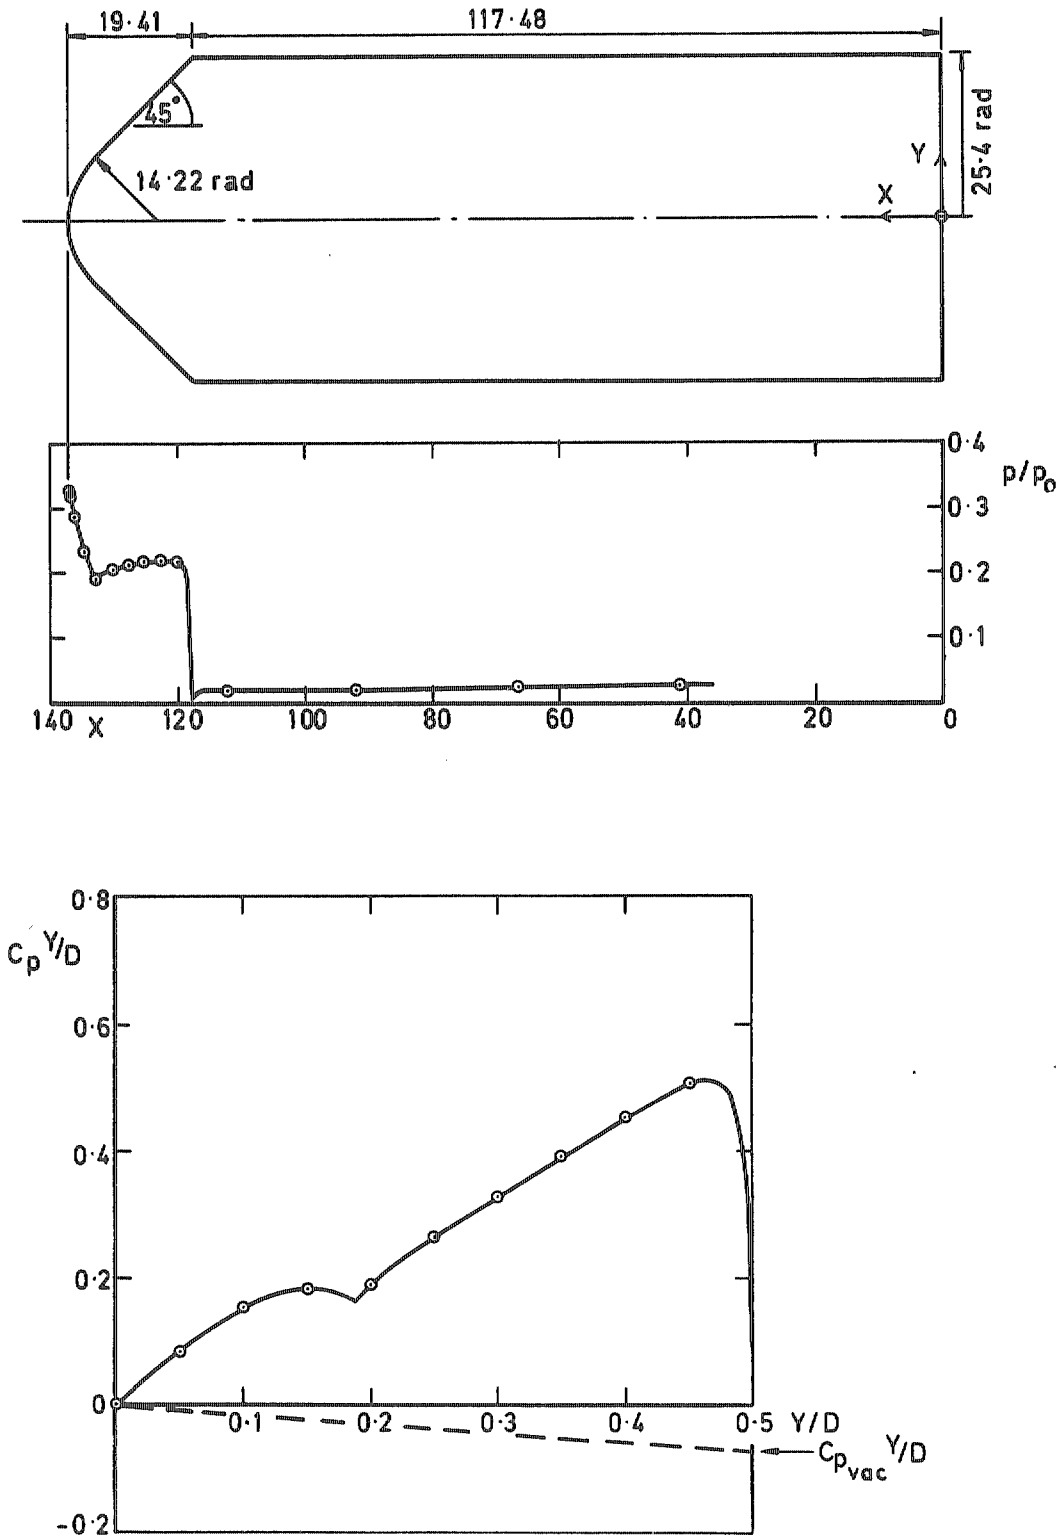 19·41
117·48
45°
14·22 rad
25·4 rad
Y
X
0·4
p/p₀
0·3
0·2
0·1
140 X 120 100 80 60 40 20 0
0·8
Cp Y/D
0·6
0·4
0·2
0
0·1 0·2 0·3 0·4 0·5 Y/D
Cp vac Y/D
-0·2